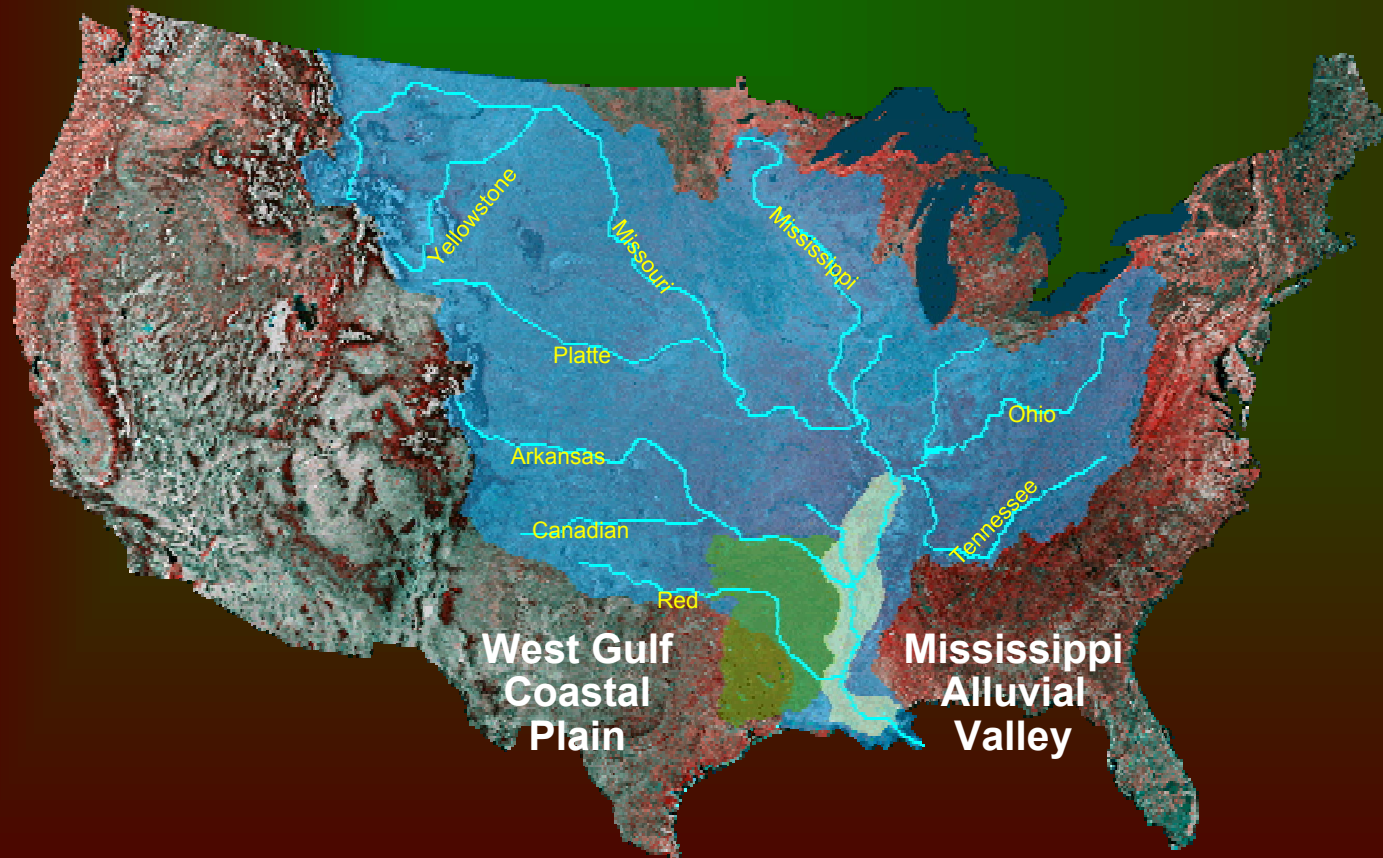 Yellowstone
Missouri
Mississippi
Platte
Ohio
Arkansas
Tennessee
Canadian
Red
West Gulf
Coastal
Plain
Mississippi
Alluvial
Valley